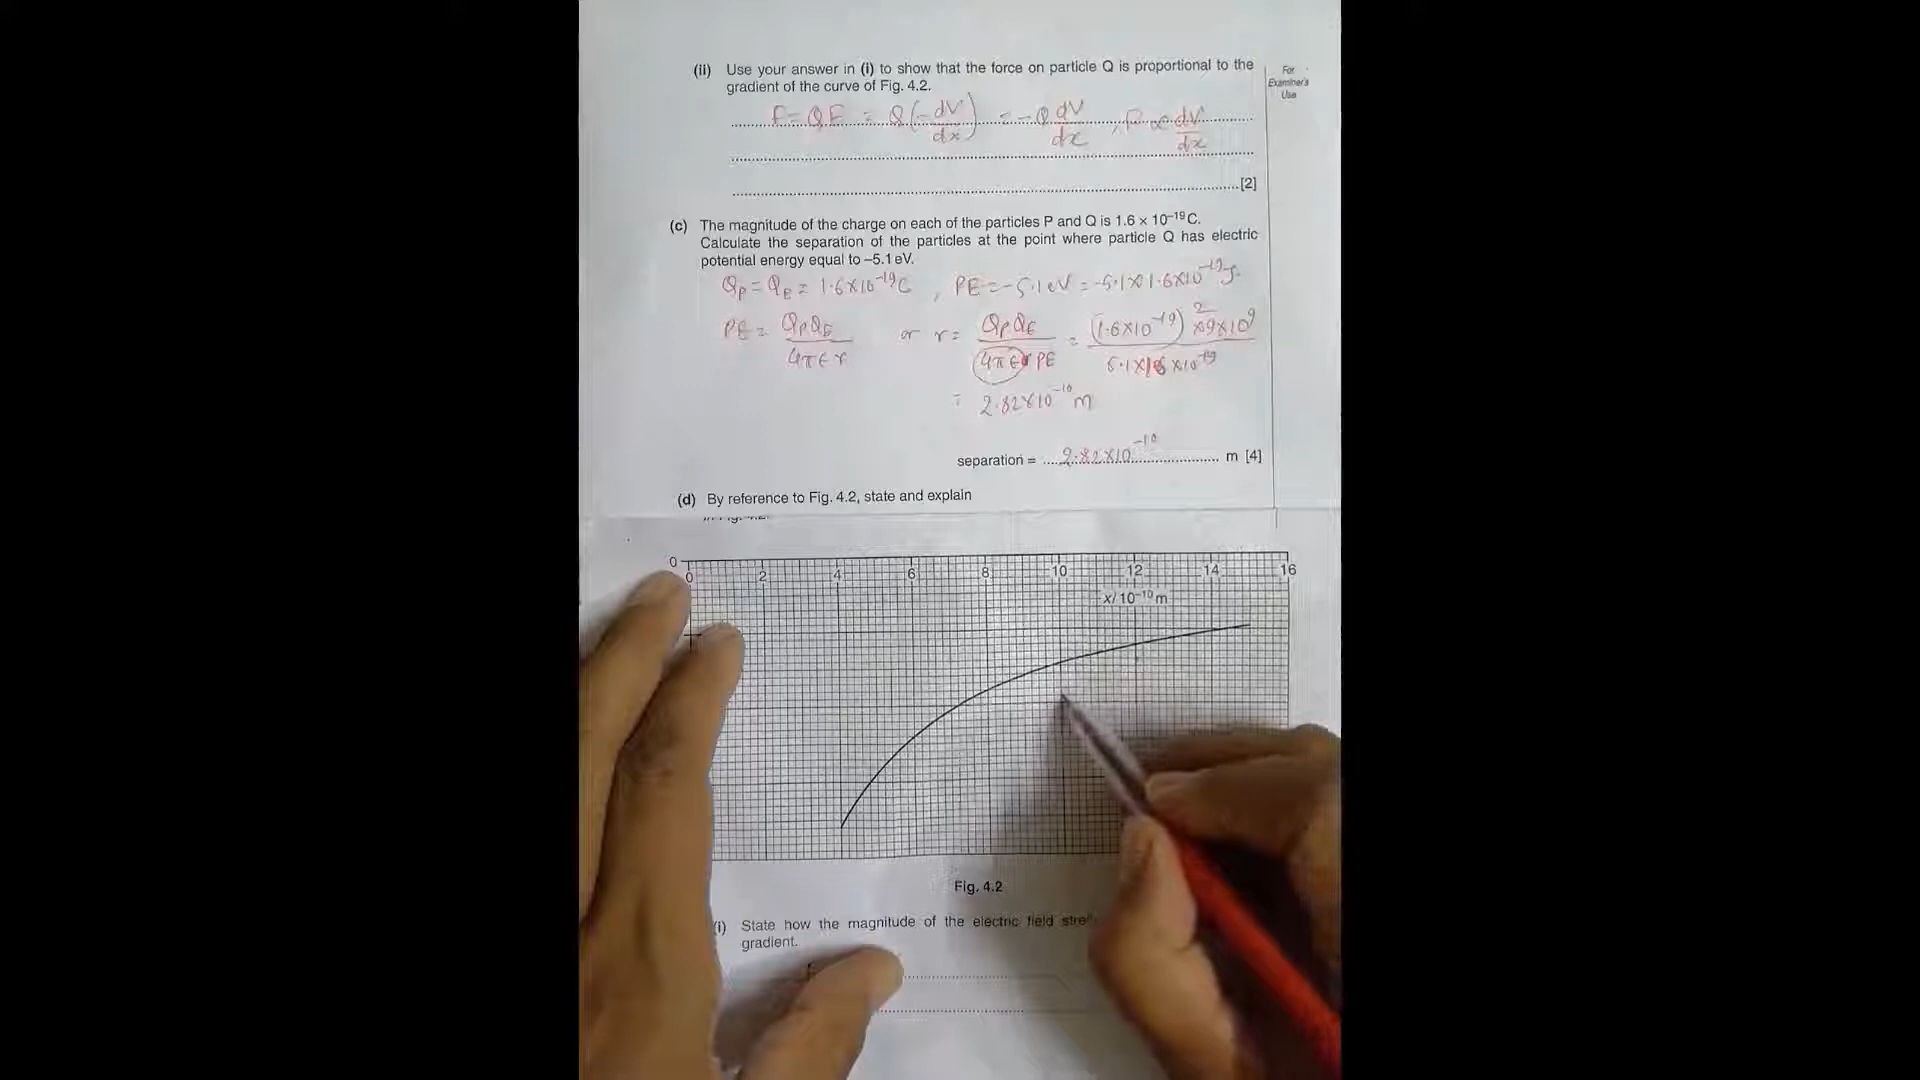 (ii) Use your answer in (i) to show that the force on particle Q is proportional to the
gradient of the curve of Fig. 4.2.
For
Examiner's
Use
F = QE = Q(-dV/dx) = -Q dV/dx , F ∝ dV/dx
[2]
(c) The magnitude of the charge on each of the particles P and Q is 1.6 × 10⁻¹⁹ C.
Calculate the separation of the particles at the point where particle Q has electric
potential energy equal to –5.1 eV.
Q_P = Q_E = 1.6×10⁻¹⁹C , PE = -5.1eV = -5.1×1.6×10⁻¹⁹J
PE = Q_P Q_E / 4πϵr or r = Q_P Q_E / 4πϵ PE = (1.6×10⁻¹⁹)² ×9×10⁹ / 5.1×1.6×10⁻¹⁹
= 2.82×10⁻¹⁰ m
separation = 2.82×10⁻¹⁰ m [4]
(d) By reference to Fig. 4.2, state and explain
0
0 2 4 6 8 10 12 14 16
x/10⁻¹⁰ m
Fig. 4.2
(i) State how the magnitude of the electric field
gradient.